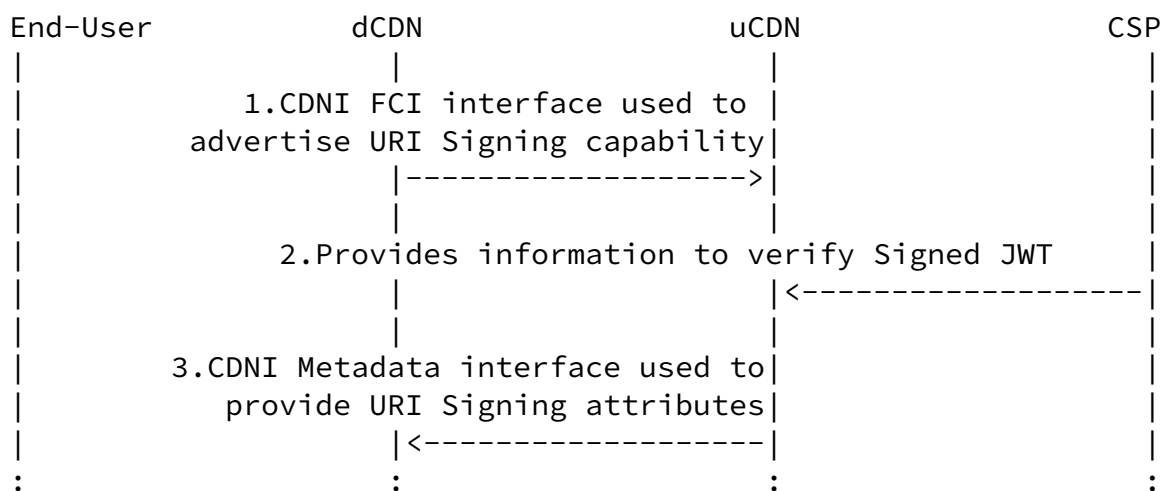 End-User dCDN uCDN CSP
1.CDNI FCI interface used to
advertise URI Signing capability
2.Provides information to verify Signed JWT
3.CDNI Metadata interface used to
provide URI Signing attributes